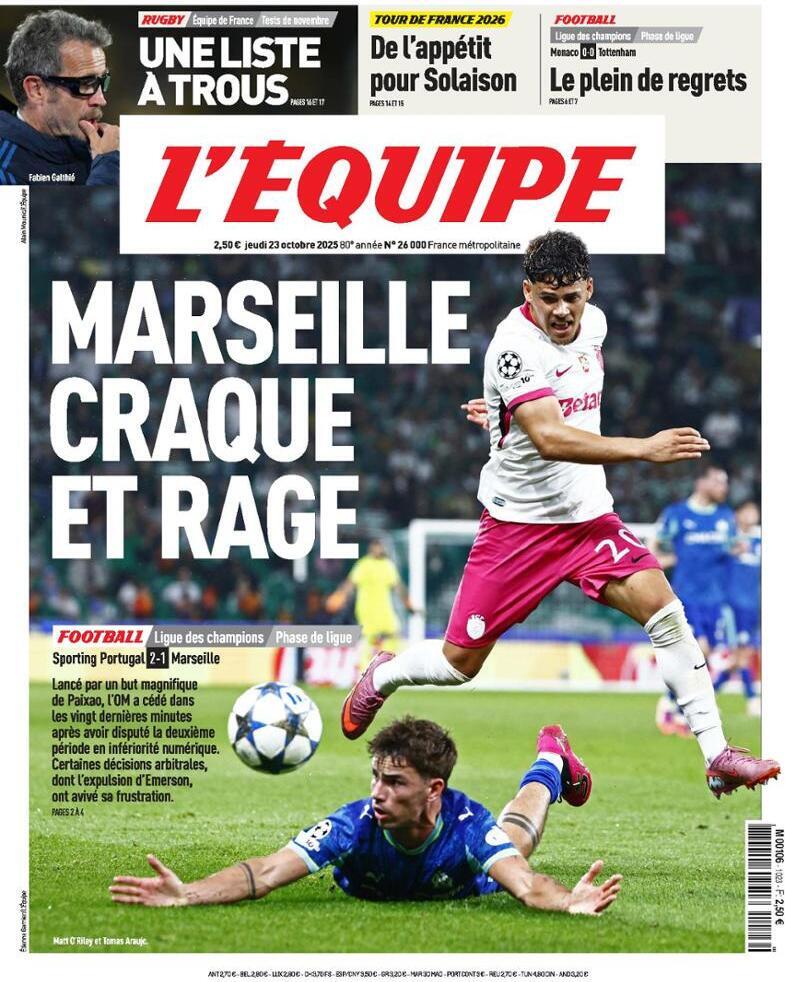 RUGBY Équipe de France Tests de novembre
UNE LISTE
À TROUS
PAGES 16 ET 17
Fabien Galthié
TOUR DE FRANCE 2026
De l'appétit
pour Solaison
PAGES 14 ET 15
FOOTBALL
Ligue des champions Phase de ligue
Monaco 0-0 Tottenham
Le plein de regrets
PAGES 6 ET 7
L'ÉQUIPE
2,50 € jeudi 23 octobre 2025 80e année N° 26 000 France métropolitaine
MARSEILLE
CRAQUE
ET RAGE
Betano
20
FOOTBALL Ligue des champions Phase de ligue
Sporting Portugal 2-1 Marseille
Lancé par un but magnifique
de Paixao, l'OM a cédé dans
les vingt dernières minutes
après avoir disputé la deuxième
période en infériorité numérique.
Certaines décisions arbitrales,
dont l'expulsion d'Emerson,
ont avivé sa frustration.
PAGES 2 À 4
Matt O'Riley et Tomas Araujo.
M 00106 - 1023 - F: 2,50 €